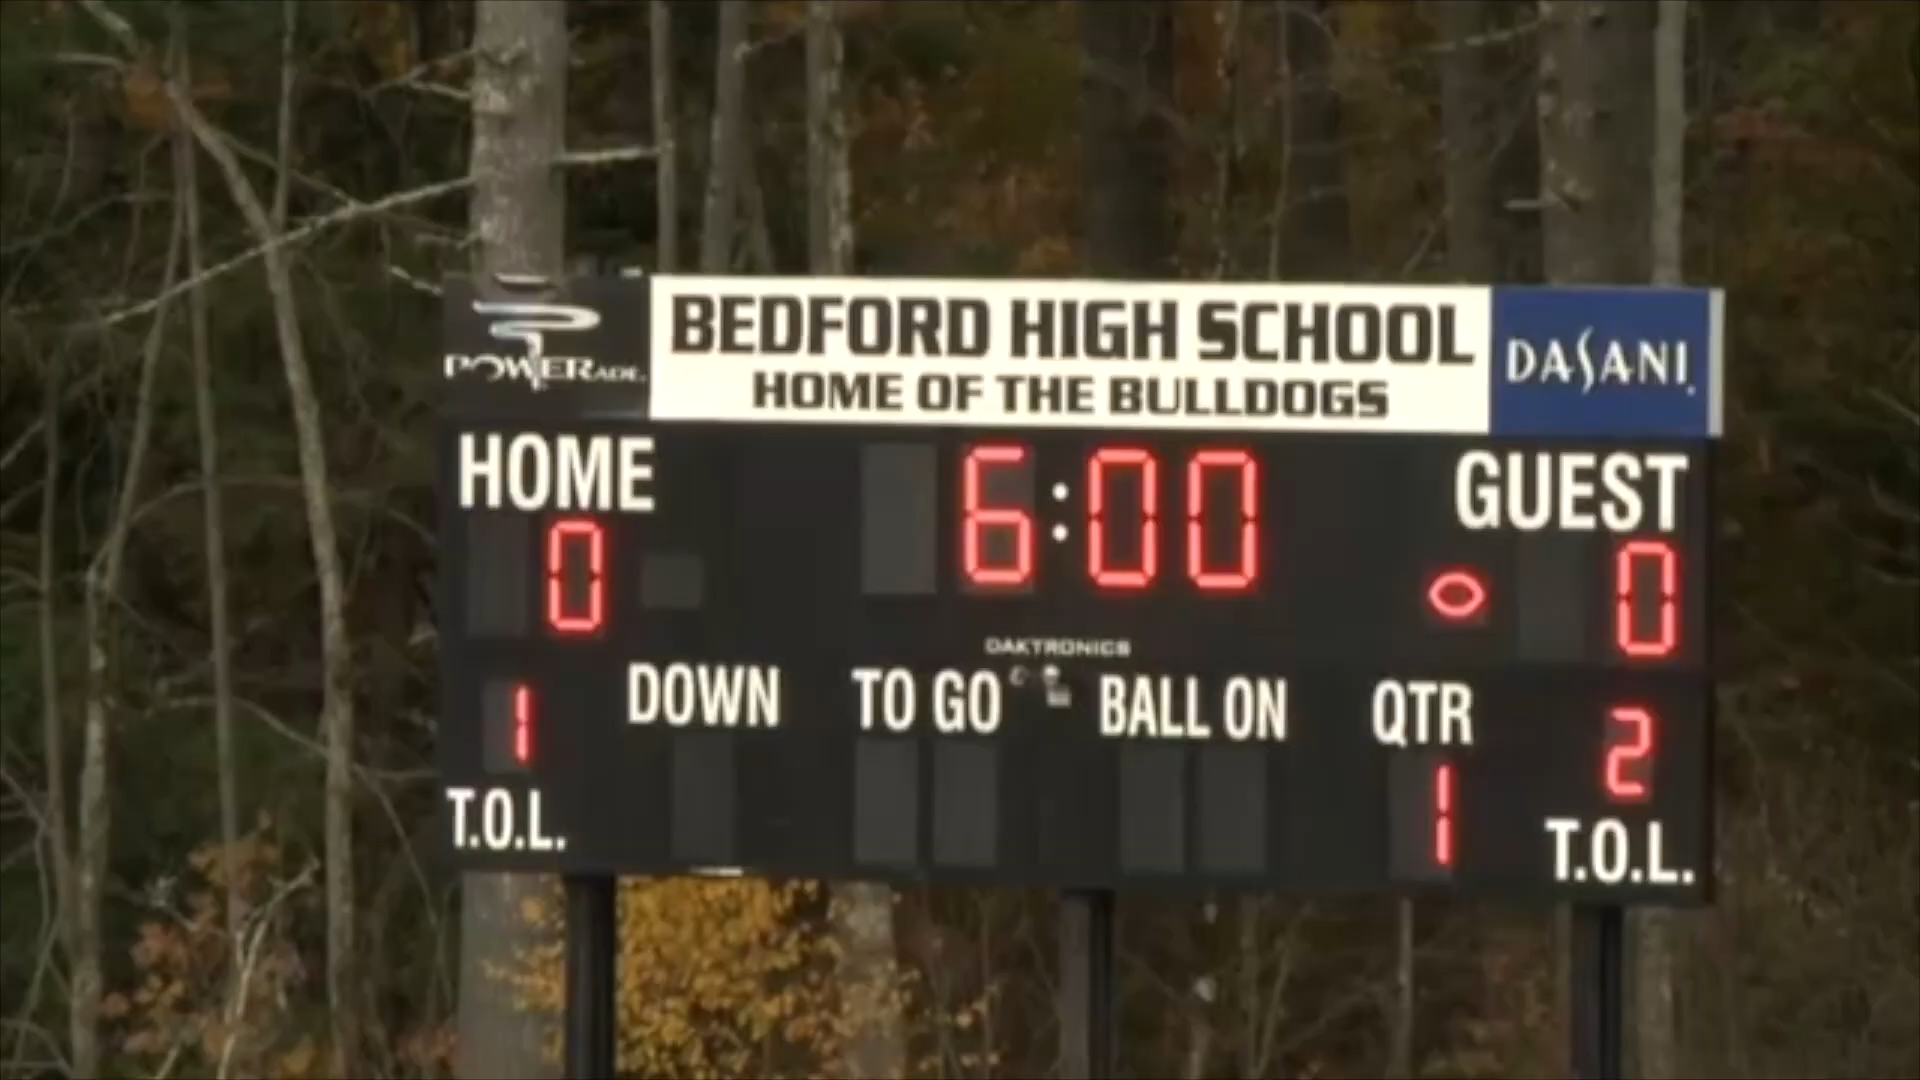 POWERADE
BEDFORD HIGH SCHOOL
HOME OF THE BULLDOGS
DASANI
HOME
6:00
GUEST
0
0
DAKTRONICS
1
DOWN
TO GO
BALL ON
QTR
2
1
T.O.L.
T.O.L.